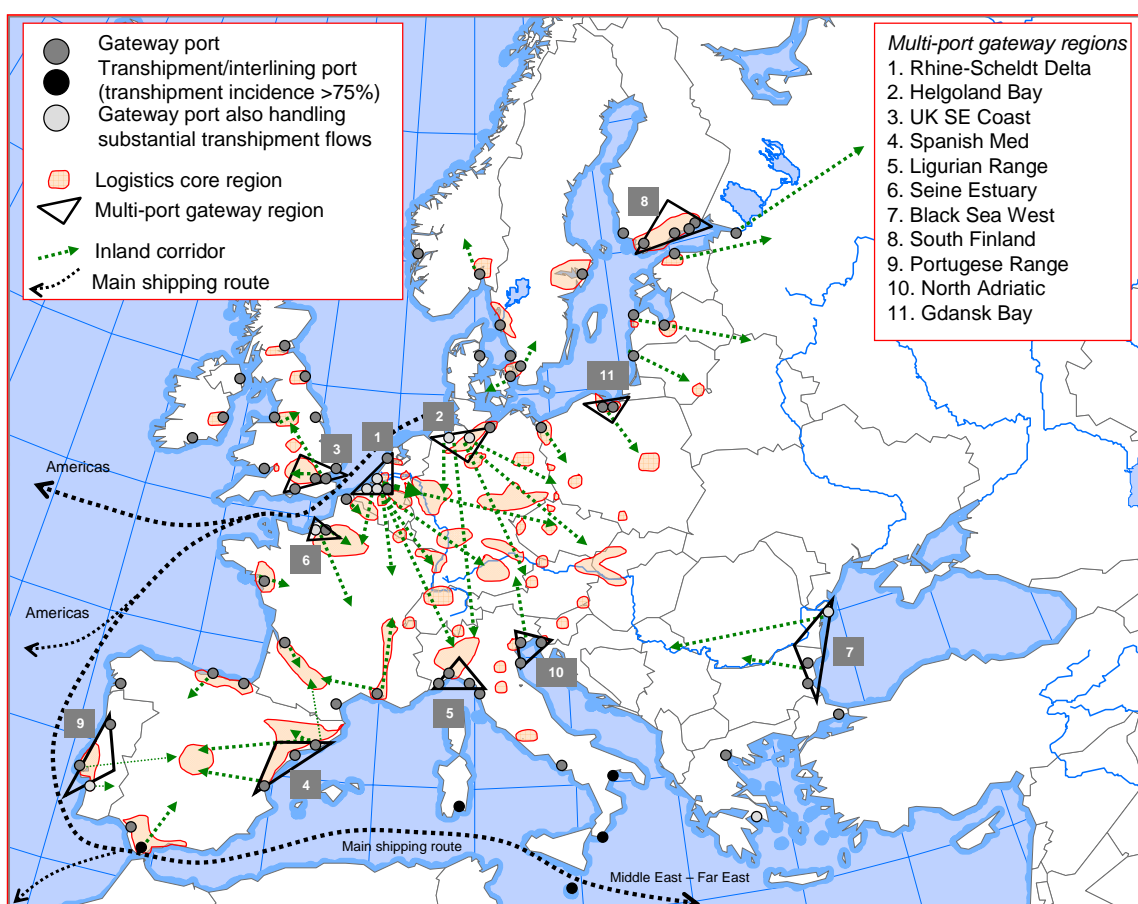 Gateway port
Transhipment/interlining port
(transhipment incidence >75%)
Gateway port also handling
substantial transhipment flows
Logistics core region
Multi-port gateway region
Inland corridor
Main shipping route
Multi-port gateway regions
1. Rhine-Scheldt Delta
2. Helgoland Bay
3. UK SE Coast
4. Spanish Med
5. Ligurian Range
6. Seine Estuary
7. Black Sea West
8. South Finland
9. Portugese Range
10. North Adriatic
11. Gdansk Bay
8
11
2
1
3
Americas
6
Americas
7
10
9
5
4
Main shipping route
Middle East – Far East